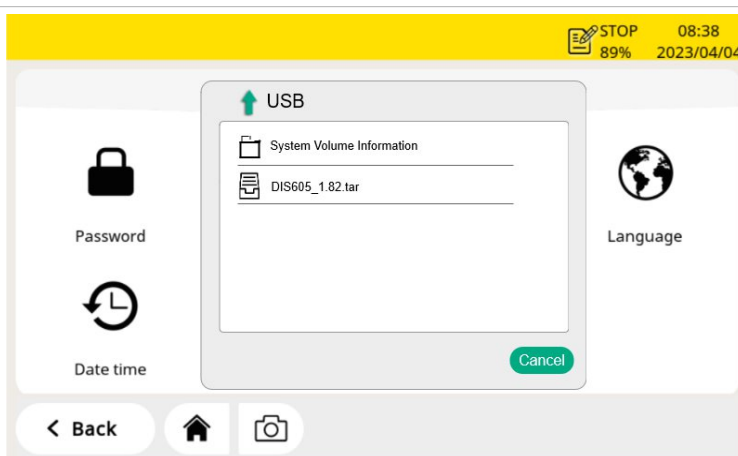 STOP 08:38
89% 2023/04/04
USB
System Volume Information
DIS605_1.82.tar
Password
Language
Date time
Cancel
< Back